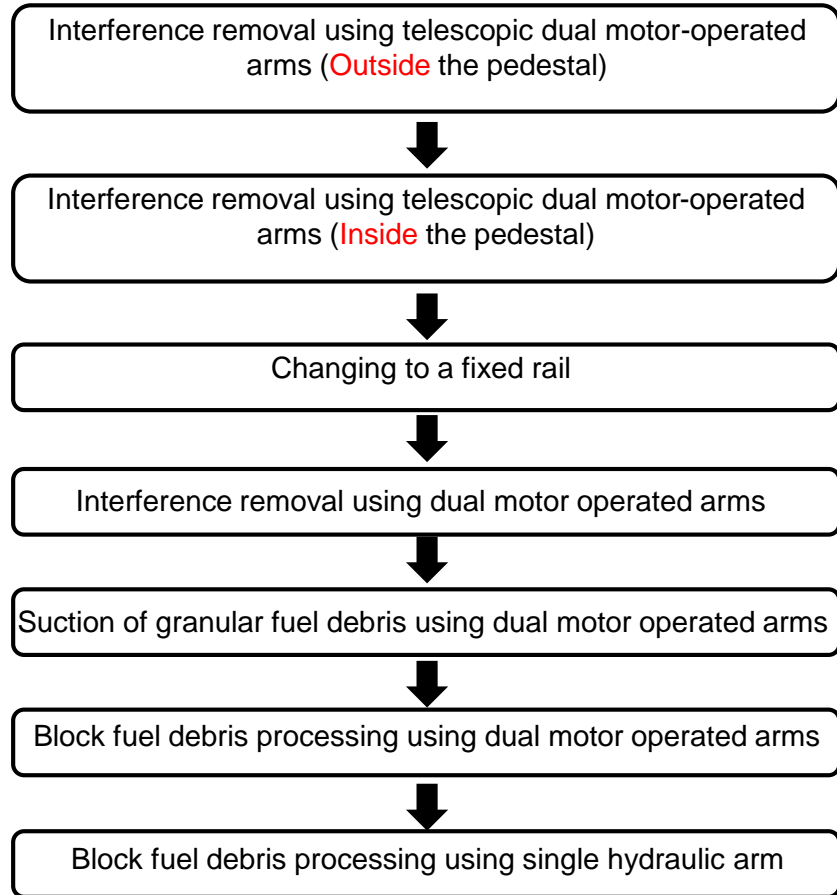 Interference removal using telescopic dual motor-operated
arms (Outside the pedestal)
Interference removal using telescopic dual motor-operated
arms (Inside the pedestal)
Changing to a fixed rail
Interference removal using dual motor operated arms
Suction of granular fuel debris using dual motor operated arms
Block fuel debris processing using dual motor operated arms
Block fuel debris processing using single hydraulic arm